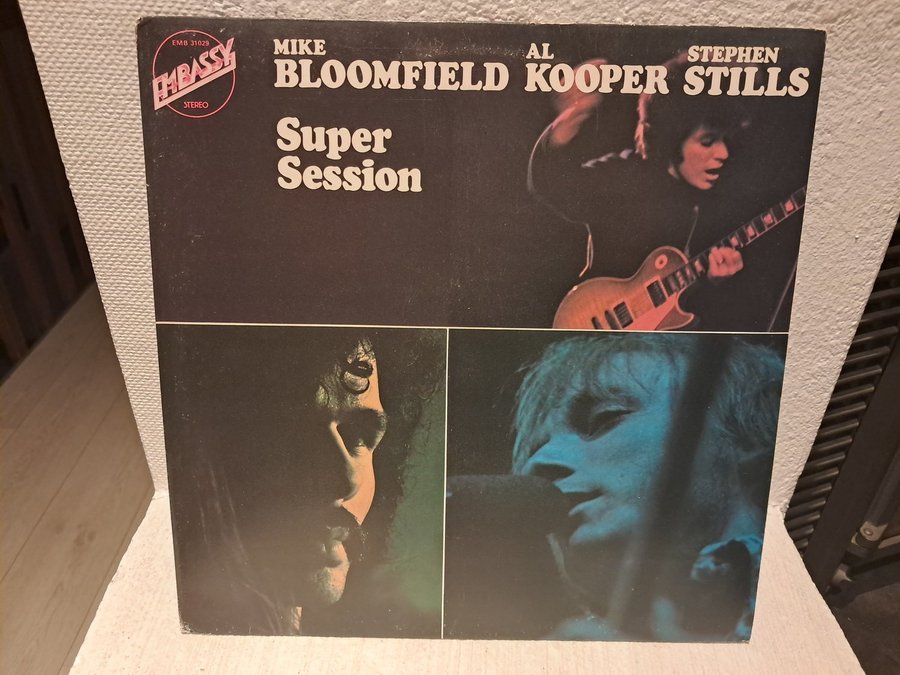 EMB 31029
EMBASSY
STEREO
MIKE
BLOOMFIELD
AL
KOOPER
STEPHEN
STILLS
Super
Session